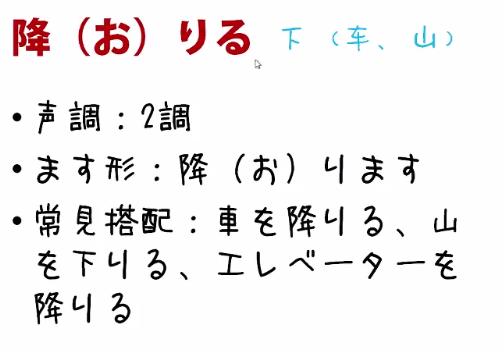 降（お）りる 下（车、山）
• 声調：2調
• ます形：降（お）ります
• 常見搭配：車を降りる、山
を下りる、エレベーターを
降りる